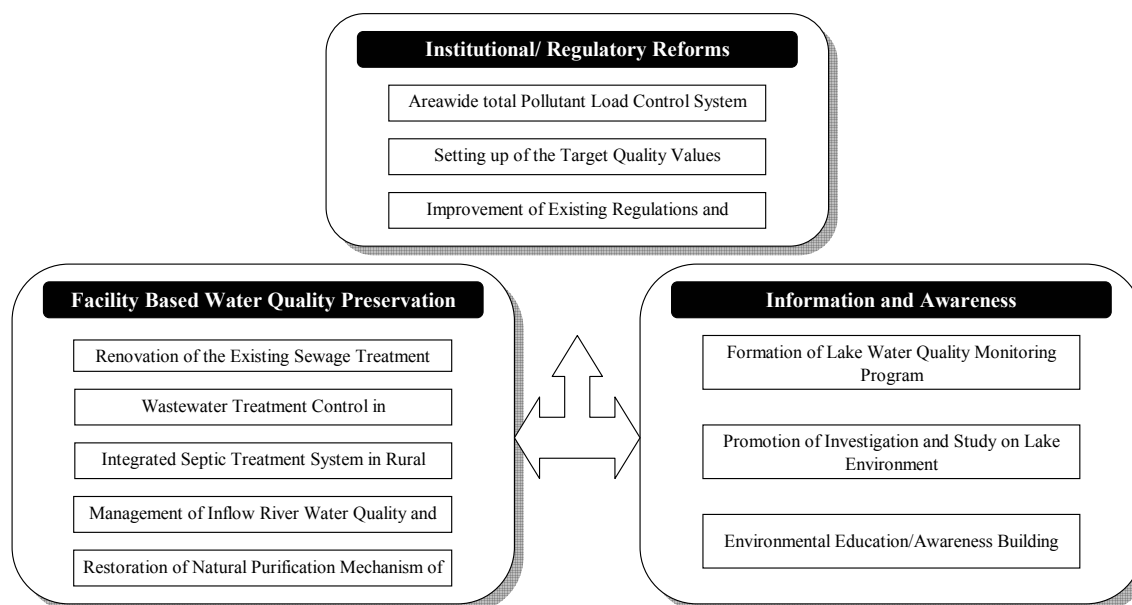 Institutional/ Regulatory Reforms
Areawide total Pollutant Load Control System
Setting up of the Target Quality Values
Improvement of Existing Regulations and
Facility Based Water Quality Preservation
Renovation of the Existing Sewage Treatment
Wastewater Treatment Control in
Integrated Septic Treatment System in Rural
Management of Inflow River Water Quality and
Restoration of Natural Purification Mechanism of
Information and Awareness
Formation of Lake Water Quality Monitoring
Program
Promotion of Investigation and Study on Lake
Environment
Environmental Education/Awareness Building